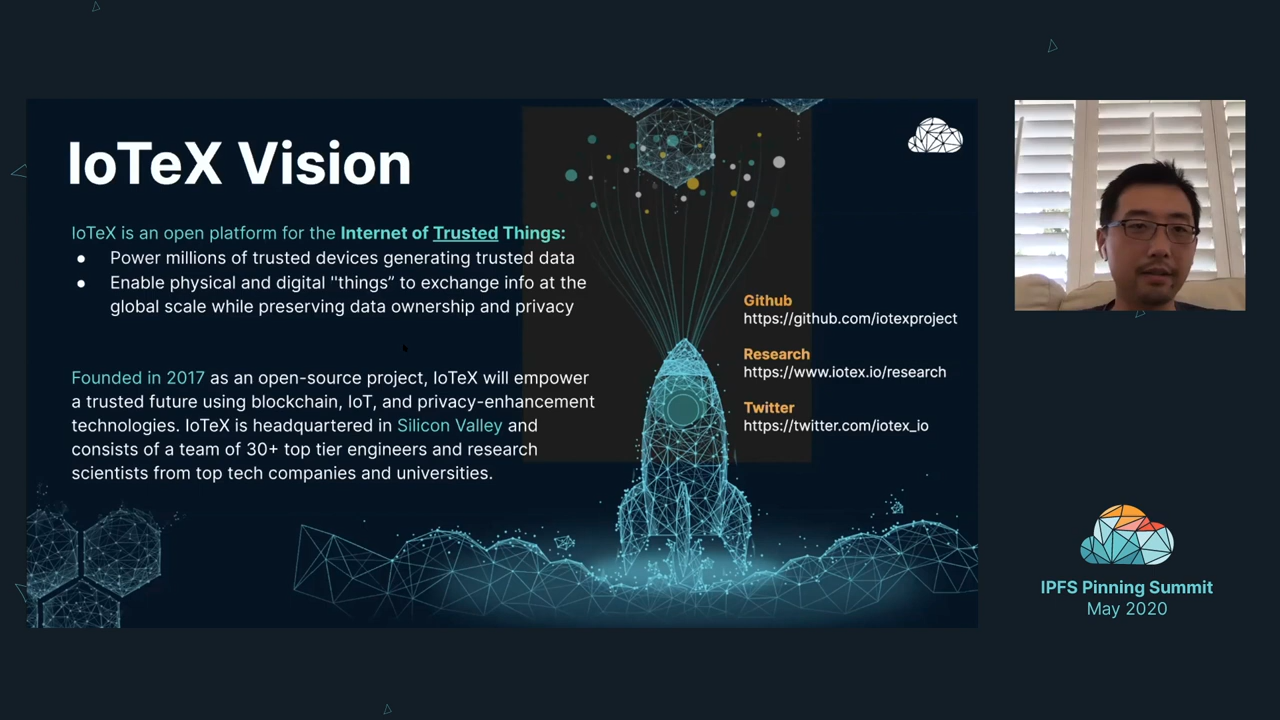 IoTeX Vision
IoTeX is an open platform for the Internet of Trusted Things:
● Power millions of trusted devices generating trusted data
● Enable physical and digital "things” to exchange info at the
global scale while preserving data ownership and privacy
Founded in 2017 as an open-source project, IoTeX will empower
a trusted future using blockchain, IoT, and privacy-enhancement
technologies. IoTeX is headquartered in Silicon Valley and
consists of a team of 30+ top tier engineers and research
scientists from top tech companies and universities.
Github
https://github.com/iotexproject
Research
https://www.iotex.io/research
Twitter
https://twitter.com/iotex_io
IPFS Pinning Summit
May 2020